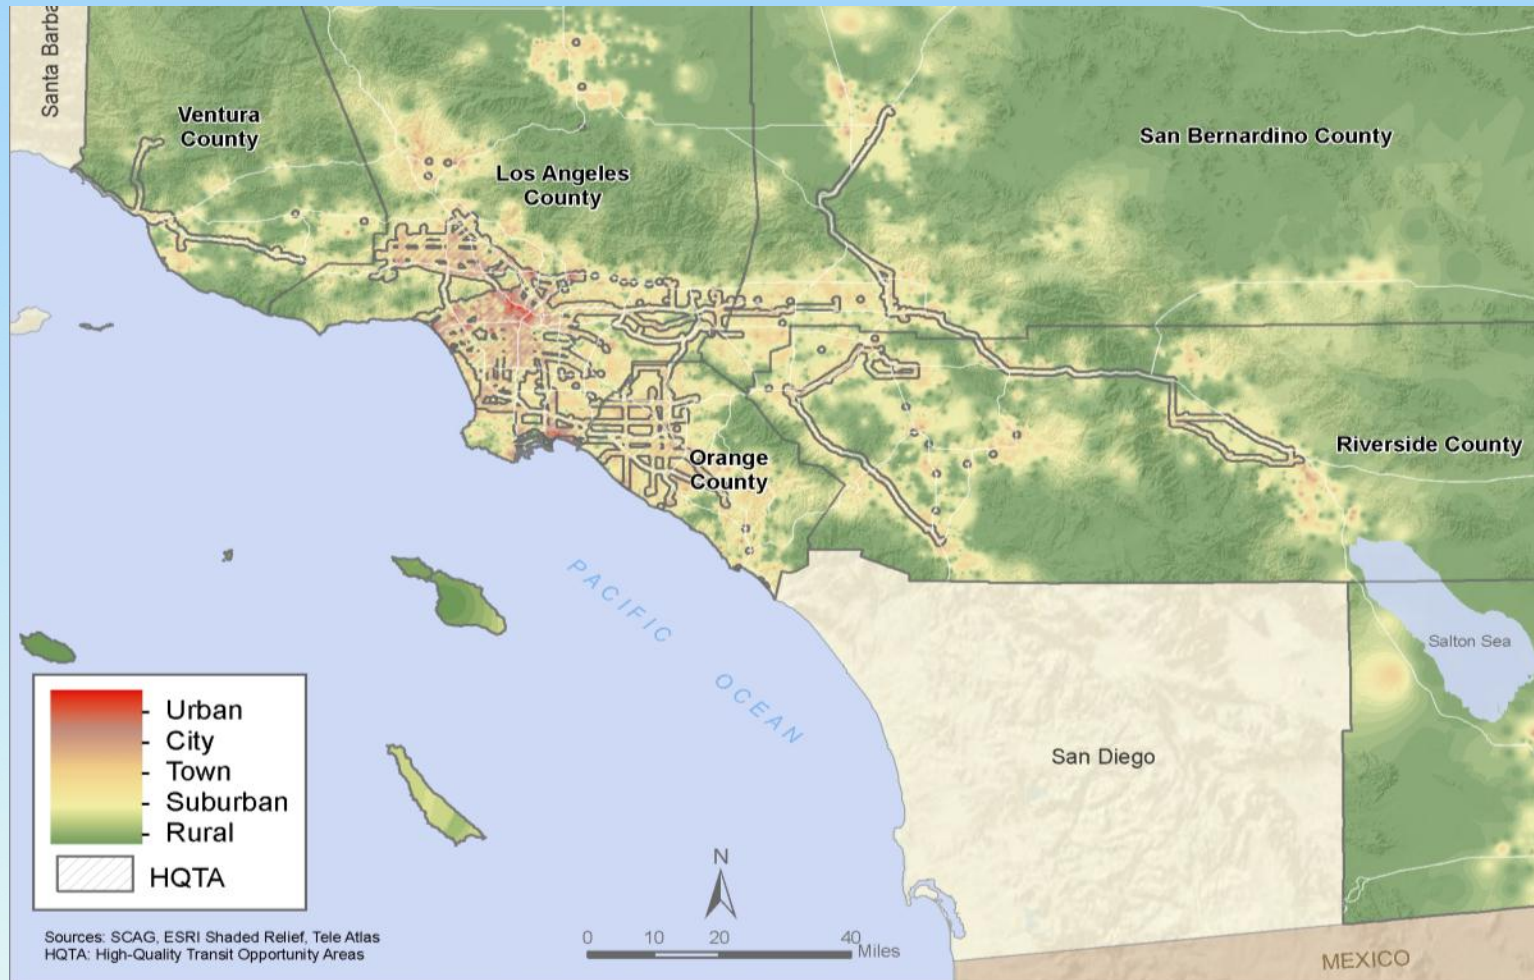 Santa Barba
Ventura
County
Los Angeles
County
San Bernardino County
Riverside County
Orange
County
PACIFIC
OCEAN
Salton Sea
San Diego
MEXICO
Urban
City
Town
Suburban
Rural
HQTA
N
0 10 20 40 Miles
Sources: SCAG, ESRI Shaded Relief, Tele Atlas
HQTA: High-Quality Transit Opportunity Areas